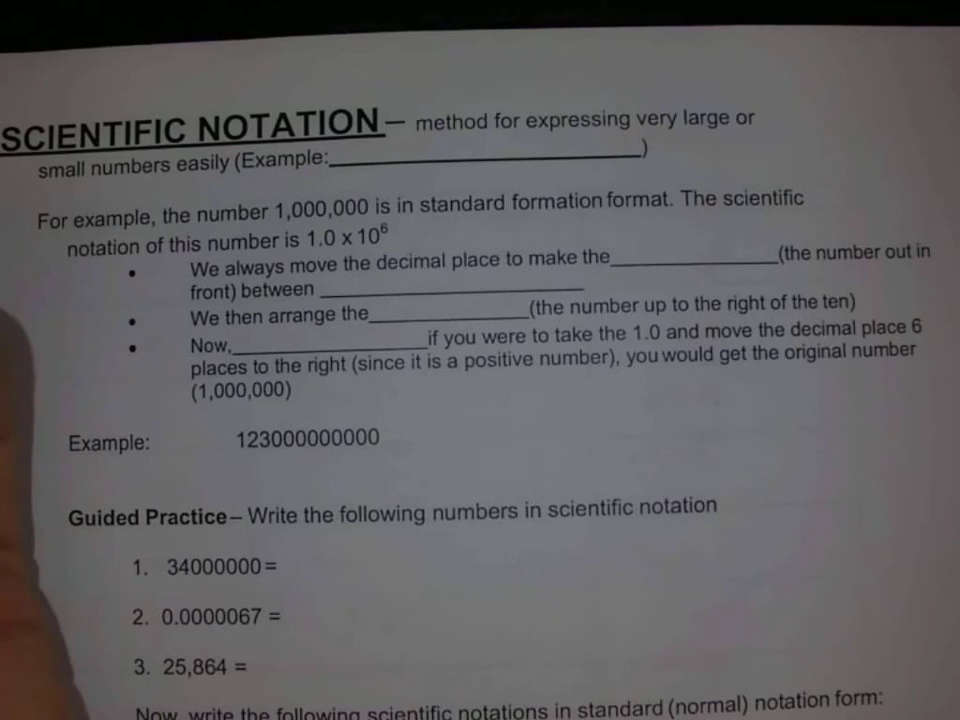 SCIENTIFIC NOTATION – method for expressing very large or
small numbers easily (Example:____________________________)
For example, the number 1,000,000 is in standard formation format. The scientific
notation of this number is 1.0 x 10⁶
• We always move the decimal place to make the_______________(the number out in
front) between ________________________
• We then arrange the______________(the number up to the right of the ten)
• Now,_________________if you were to take the 1.0 and move the decimal place 6
places to the right (since it is a positive number), you would get the original number
(1,000,000)
Example: 123000000000
Guided Practice – Write the following numbers in scientific notation
1. 34000000 =
2. 0.0000067 =
3. 25,864 =
Now, write the following scientific notations in standard (normal) notation form: